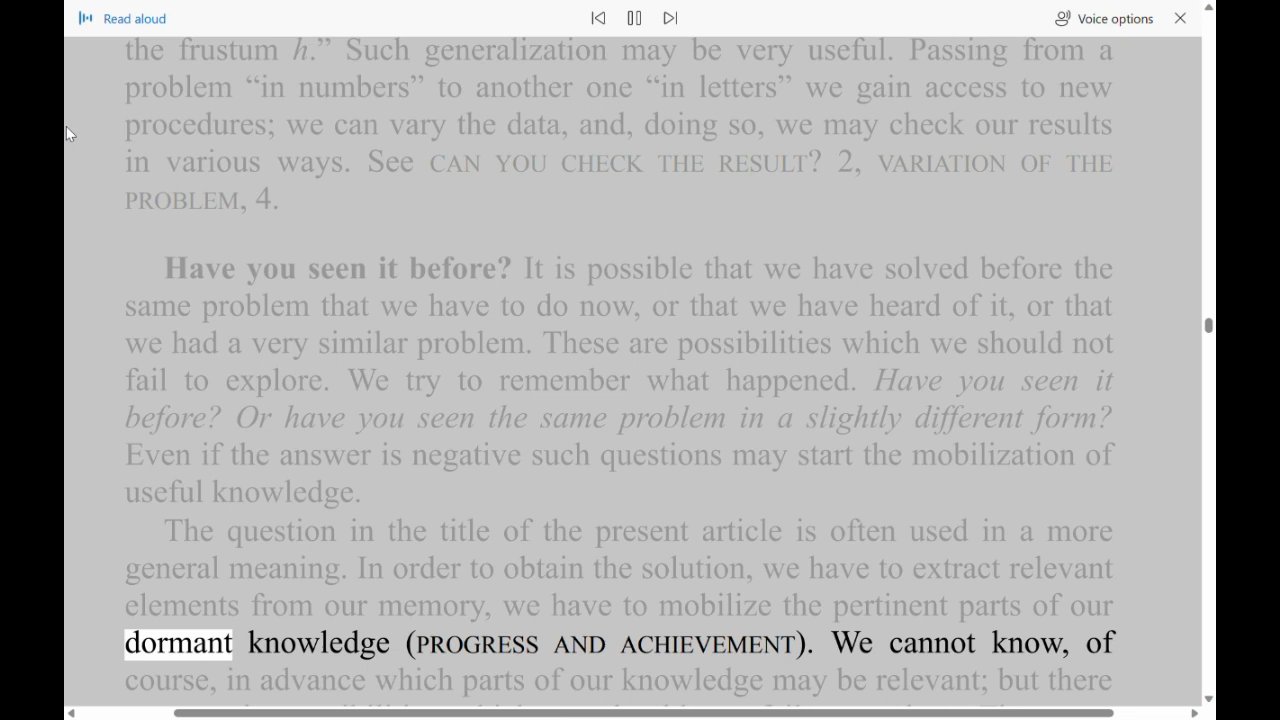 Read aloud
Voice options
the frustum h.” Such generalization may be very useful. Passing from a
problem “in numbers” to another one “in letters” we gain access to new
procedures; we can vary the data, and, doing so, we may check our results
in various ways. See CAN YOU CHECK THE RESULT? 2, VARIATION OF THE
PROBLEM, 4.
Have you seen it before? It is possible that we have solved before the
same problem that we have to do now, or that we have heard of it, or that
we had a very similar problem. These are possibilities which we should not
fail to explore. We try to remember what happened. Have you seen it
before? Or have you seen the same problem in a slightly different form?
Even if the answer is negative such questions may start the mobilization of
useful knowledge.
The question in the title of the present article is often used in a more
general meaning. In order to obtain the solution, we have to extract relevant
elements from our memory, we have to mobilize the pertinent parts of our
dormant knowledge (PROGRESS AND ACHIEVEMENT). We cannot know, of
course, in advance which parts of our knowledge may be relevant; but there